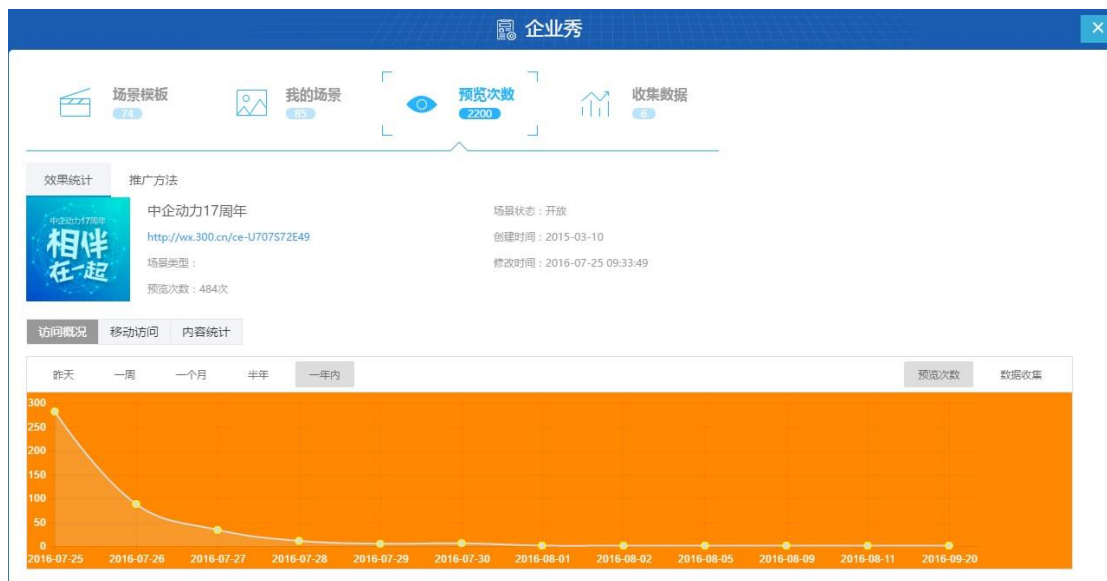 企业秀
×
场景模板
74
我的场景
85
预览次数
2200
收集数据
6
效果统计 推广方法
中企动力17周年
相伴
在一起
中企动力17周年
http://wx.300.cn/ce-U707S72E49
场景类型：
预览次数：484次
场景状态：开放
创建时间：2015-03-10
修改时间：2016-07-25 09:33:49
访问概况 移动访问 内容统计
昨天 一周 一个月 半年 一年内 预览次数 数据收集
300
250
200
150
100
50
0
2016-07-25 2016-07-26 2016-07-27 2016-07-28 2016-07-29 2016-07-30 2016-08-01 2016-08-02 2016-08-05 2016-08-09 2016-08-11 2016-09-20